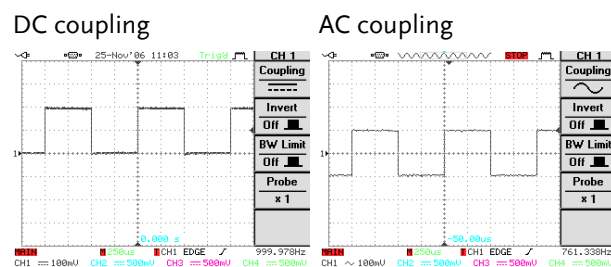 DC coupling
AC coupling
25-Nov'06 11:03 Trig'd CH 1
Coupling
Invert
Off
BW Limit
Off
Probe
x 1
1
0.000 s
MAIN M 250us CH1 EDGE 999.978Hz
CH1 100mV CH2 500mV CH3 500mV CH4 500mV
STOP CH 1
Coupling
Invert
Off
BW Limit
Off
Probe
x 1
1
-50.00us
MAIN M 250us CH1 EDGE 761.338Hz
CH1 100mV CH2 500mV CH3 500mV CH4 500mV